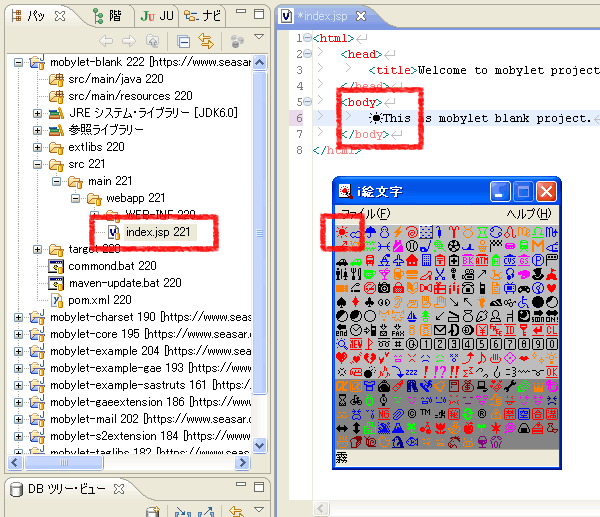 パッ 階 JU JU ナビ
mobylet-blank 222 [https://www.seasar.
src/main/java 220
src/main/resources 220
JRE システム・ライブラリー [JDK6.0]
参照ライブラリー
extlibs 220
src 221
main 221
webapp 221
WEB-INF 220
index.jsp 221
target 220
commond.bat 220
maven-update.bat 220
pom.xml 220
mobylet-charset 190 [https://www.seasar
mobylet-core 195 [https://www.seasar.or
mobylet-example 204 [https://www.seas
mobylet-example-gae 193 [https://www.
mobylet-example-sastruts 161 [https://
mobylet-gaeextension 186 [https://www
mobylet-mail 202 [https://www.seasar.or
mobylet-s2extension 184 [https://www.s
mobylet-taglibs 182 [https://www.seasar
DB ツリー・ビュー
*index.jsp
1 <html>
2 <head>
3 <title>Welcome to mobylet project
4 </head>
5 <body>
6 ☀This is mobylet blank project.
7 </body>
8 </html>
i絵文字
ファイル(F) ヘルプ(H)
霧